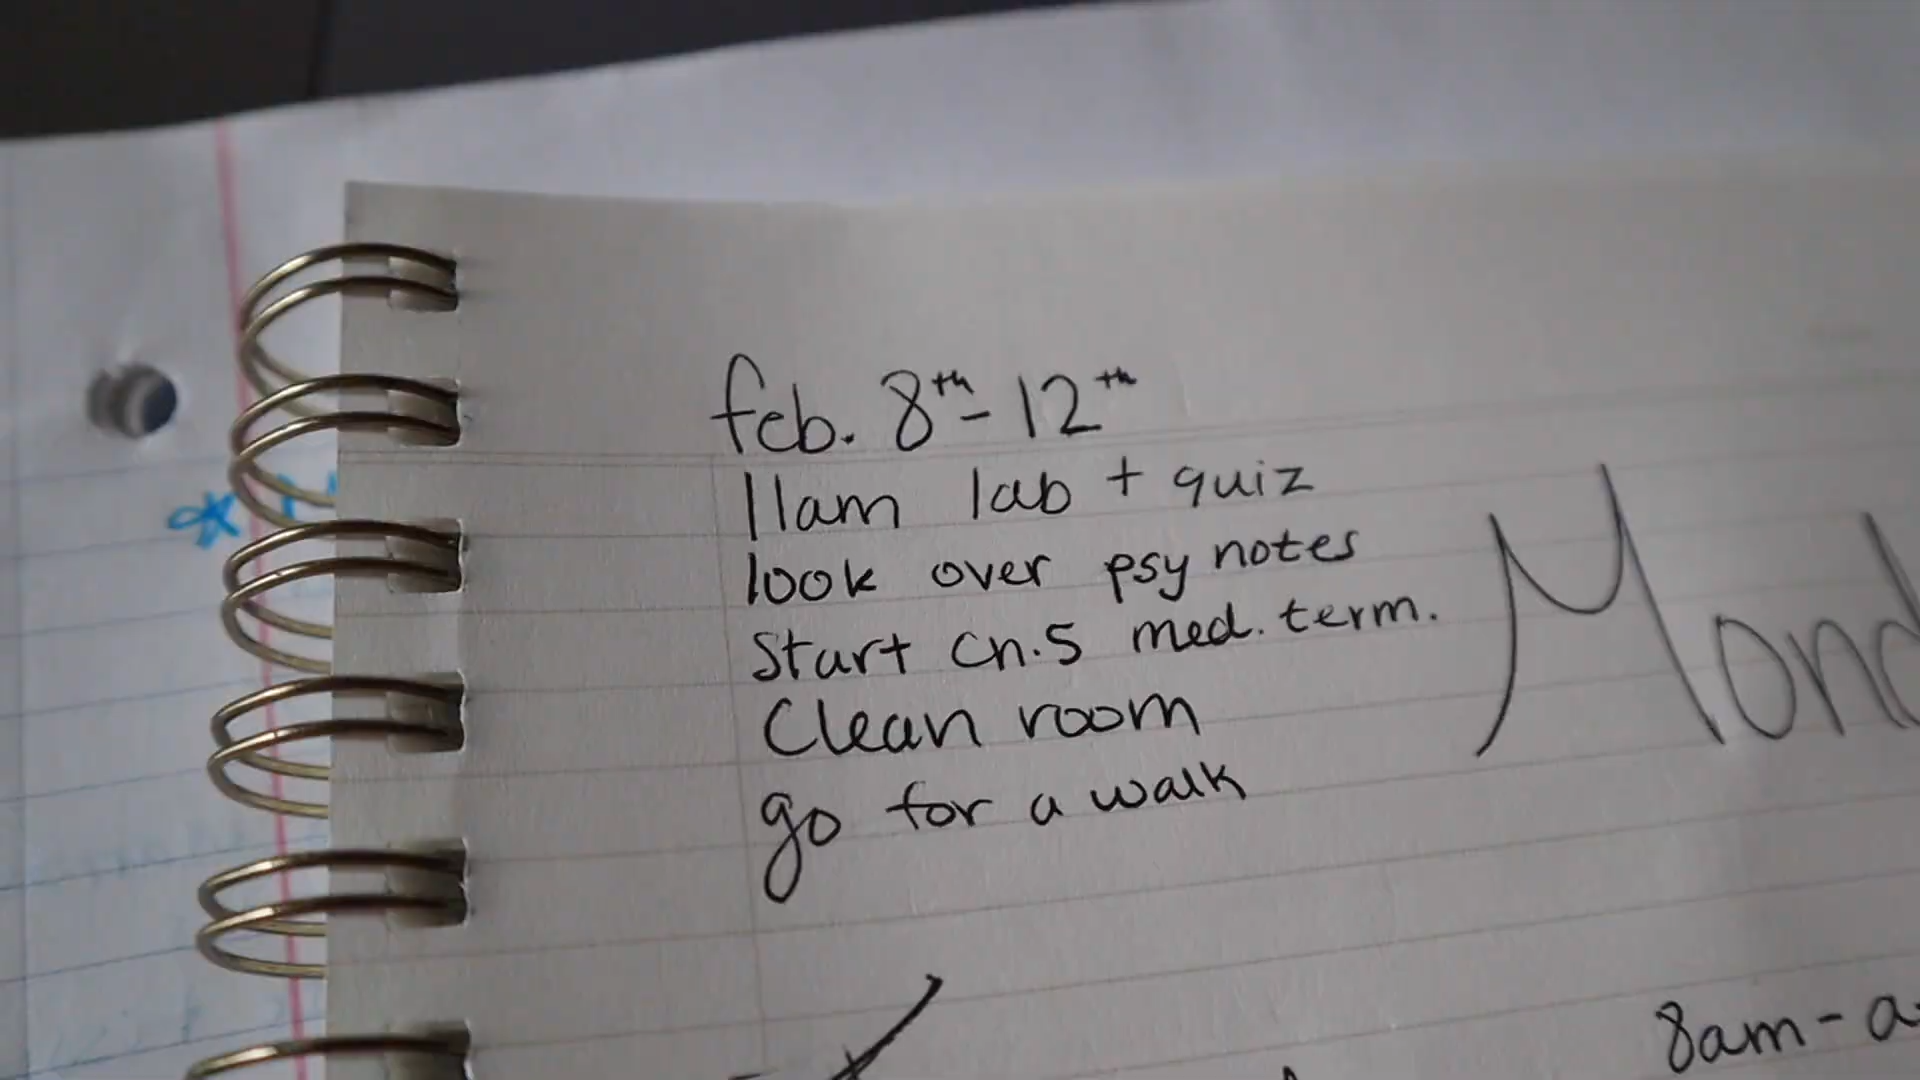 feb. 8th - 12th
11am lab + quiz
look over psy notes
Start Ch.5 med. term.
Clean room
go for a walk
8am -